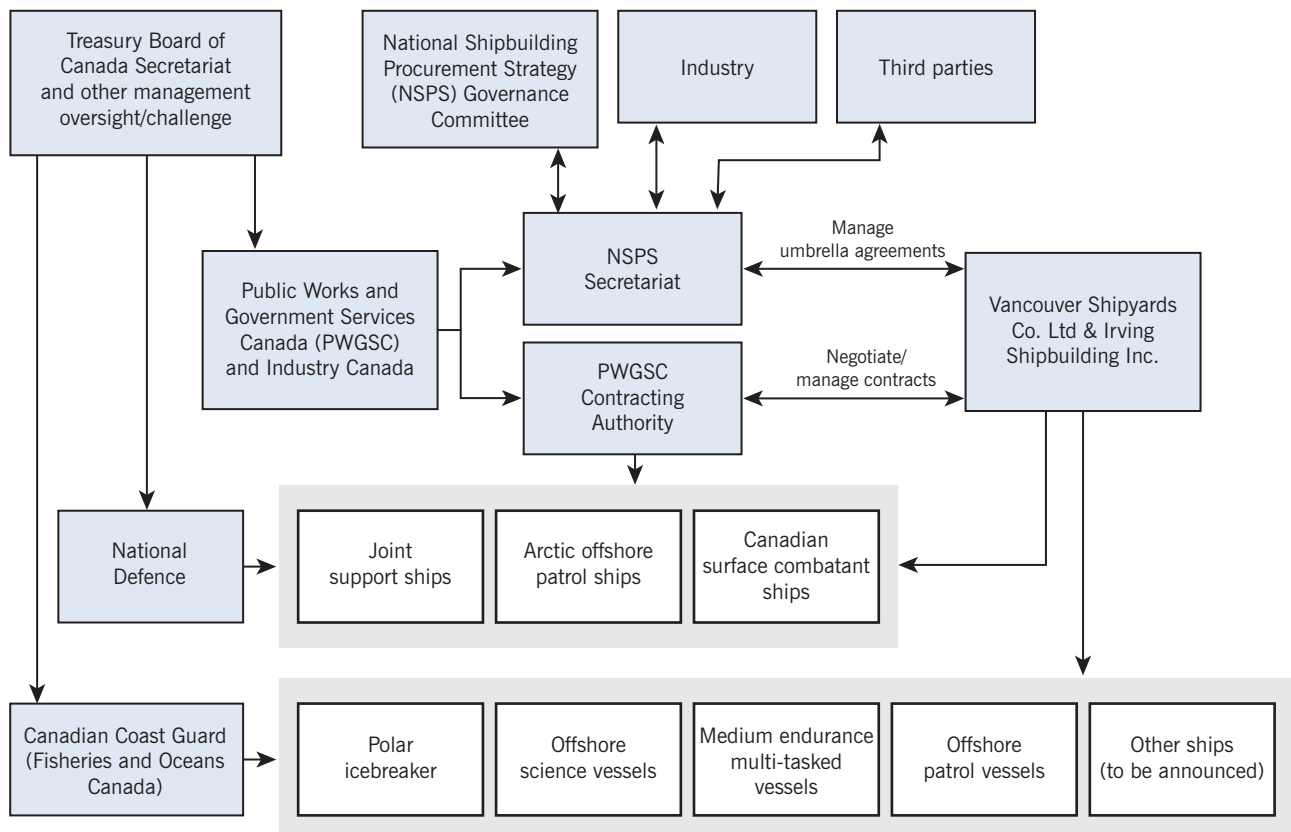 Treasury Board of
Canada Secretariat
and other management
oversight/challenge
National Shipbuilding
Procurement Strategy
(NSPS) Governance
Committee
Industry
Third parties
Public Works and
Government Services
Canada (PWGSC)
and Industry Canada
NSPS
Secretariat
Manage
umbrella agreements
Vancouver Shipyards
Co. Ltd & Irving
Shipbuilding Inc.
PWGSC
Contracting
Authority
Negotiate/
manage contracts
National
Defence
Joint
support ships
Arctic offshore
patrol ships
Canadian
surface combatant
ships
Canadian Coast Guard
(Fisheries and Oceans
Canada)
Polar
icebreaker
Offshore
science vessels
Medium endurance
multi-tasked
vessels
Offshore
patrol vessels
Other ships
(to be announced)